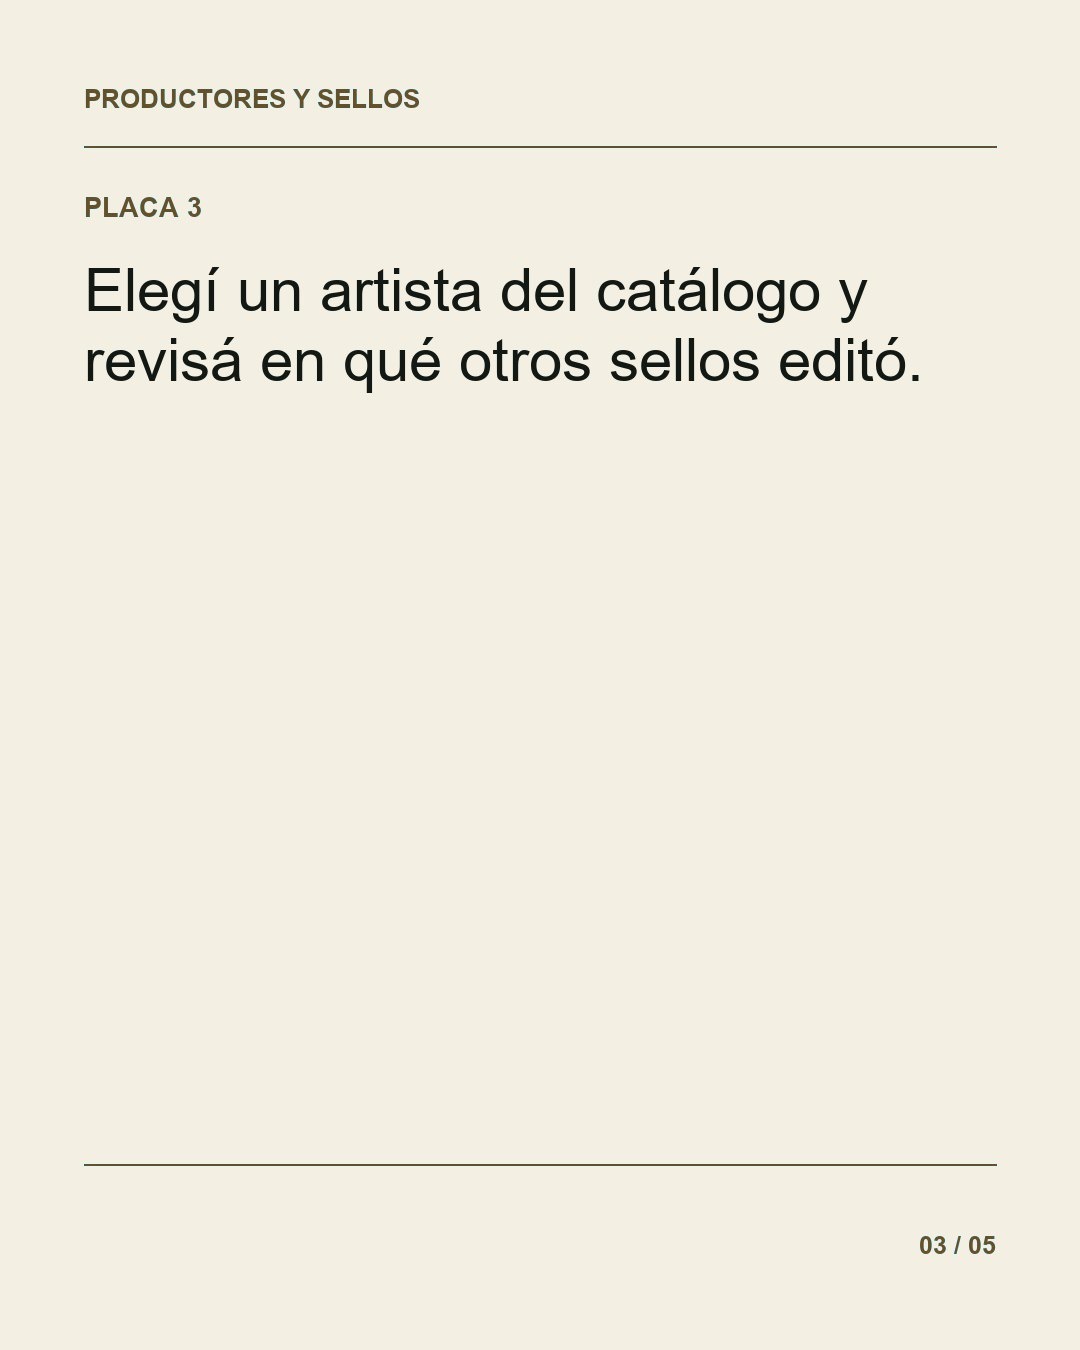 PRODUCTORES Y SELLOS
PLACA 3
Elegí un artista del catálogo y
revisá en qué otros sellos editó.
03 / 05